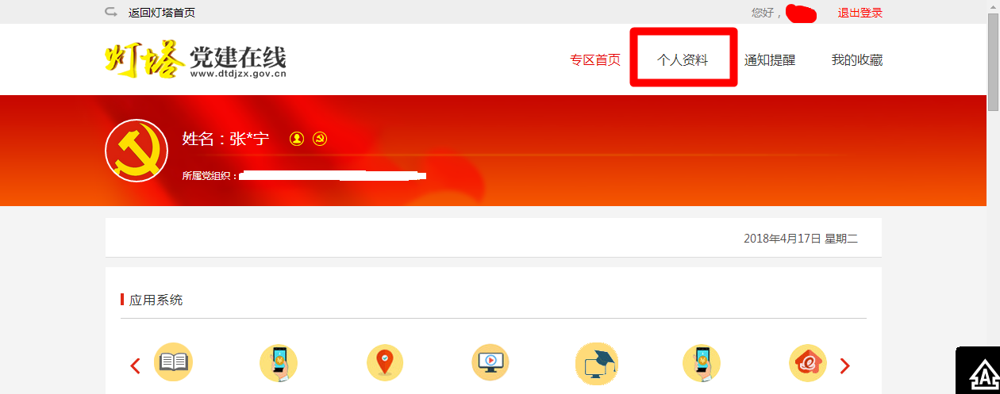 返回灯塔首页 您好， 退出登录
灯塔 党建在线 www.dtdjzx.gov.cn
专区首页 个人资料 通知提醒 我的收藏
姓名：张*宁
所属党组织：
2018年4月17日 星期二
应用系统